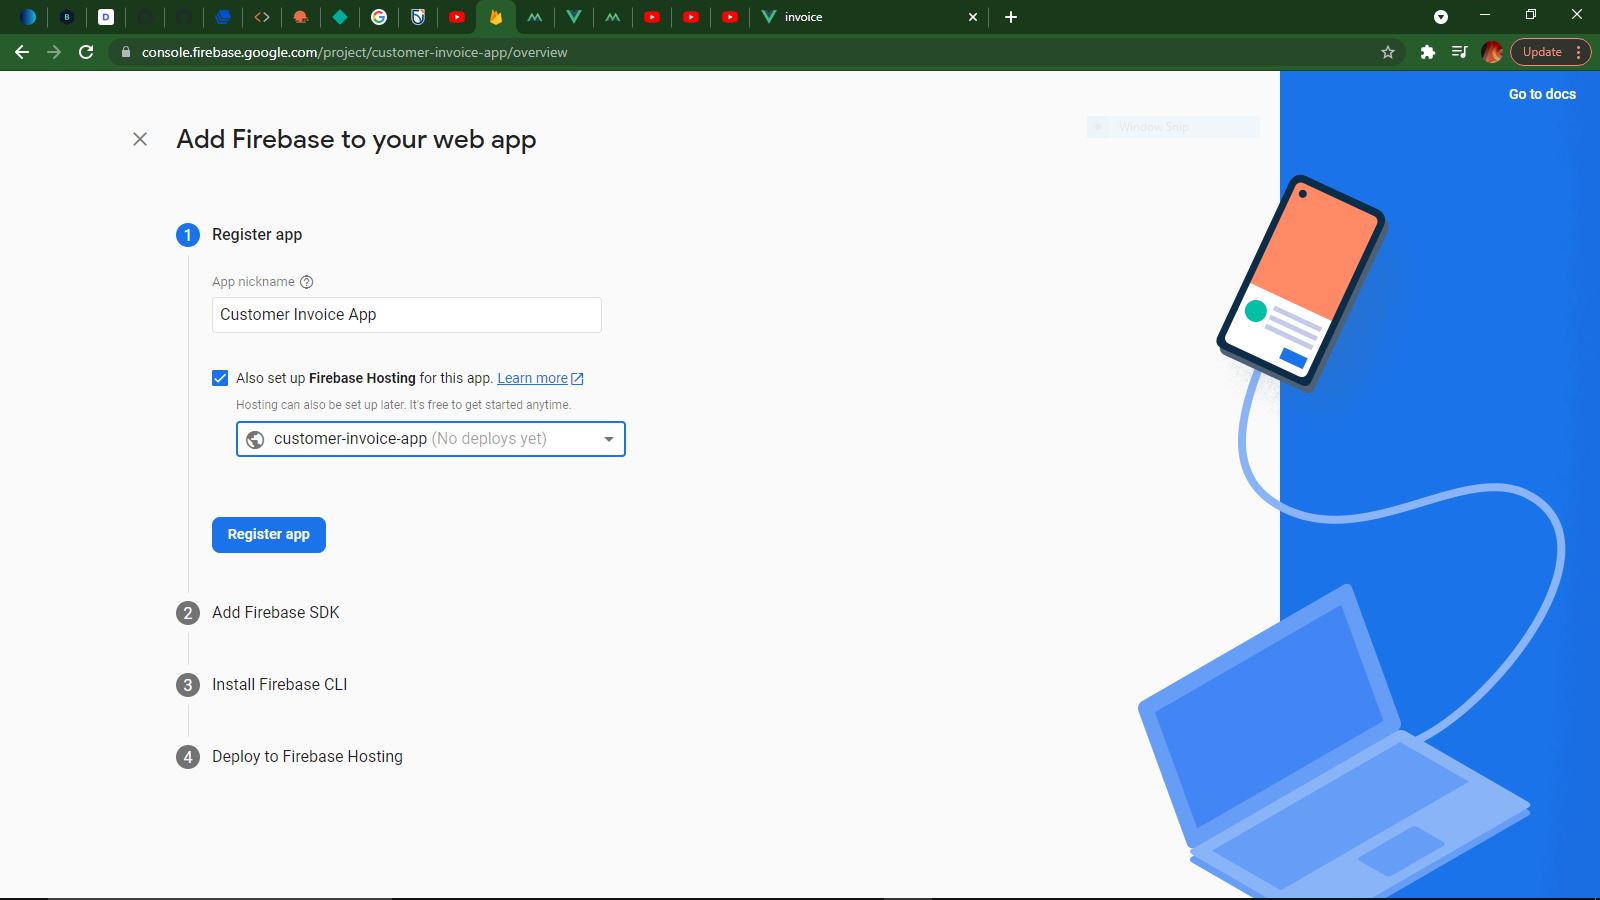 invoice
console.firebase.google.com/project/customer-invoice-app/overview
Update
Go to docs
Add Firebase to your web app
Window Snip
1 Register app
App nickname
Customer Invoice App
Also set up Firebase Hosting for this app. Learn more
Hosting can also be set up later. It's free to get started anytime.
customer-invoice-app (No deploys yet)
Register app
2 Add Firebase SDK
3 Install Firebase CLI
4 Deploy to Firebase Hosting